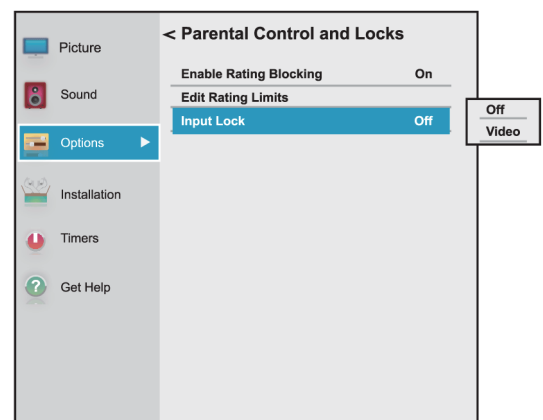 Picture
Sound
Options
Installation
Timers
Get Help
< Parental Control and Locks
Enable Rating Blocking On
Edit Rating Limits
Input Lock Off
Off
Video